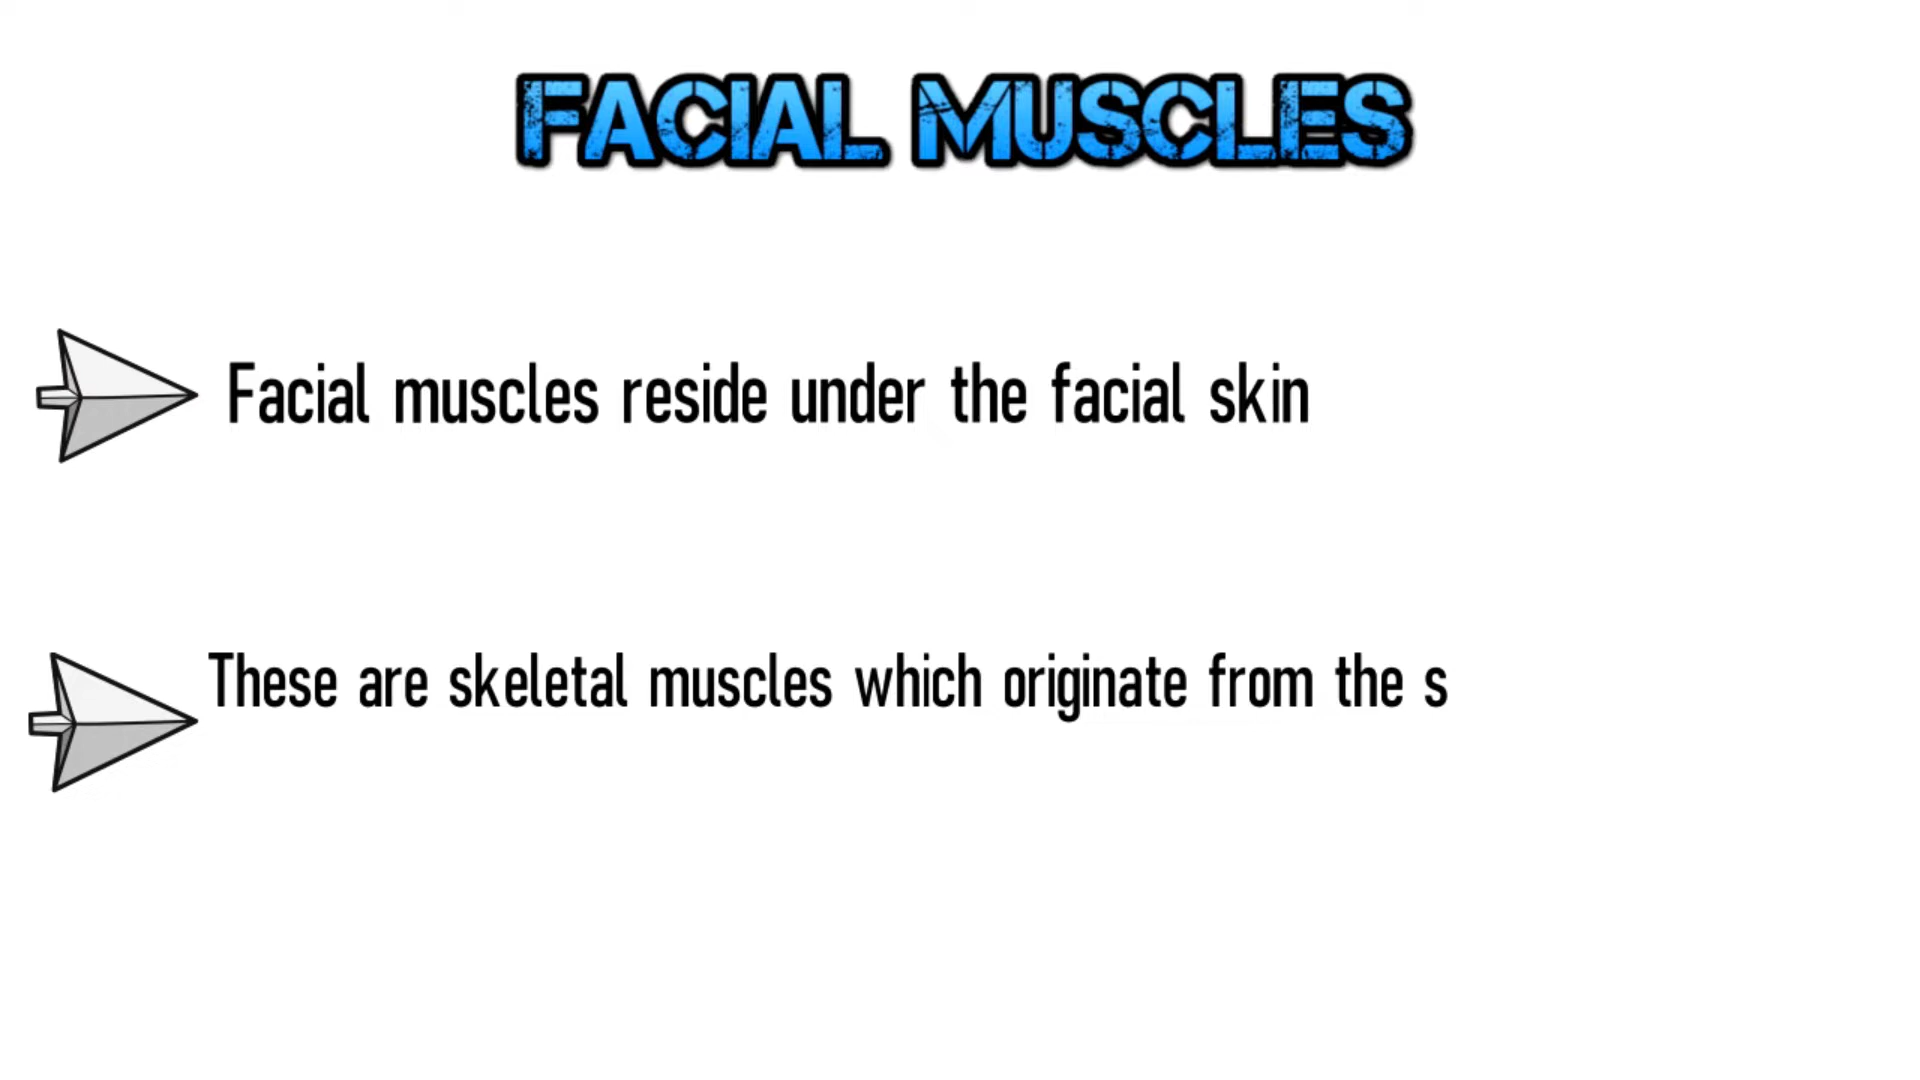 FACIAL MUSCLES
Facial muscles reside under the facial skin
These are skeletal muscles which originate from the s